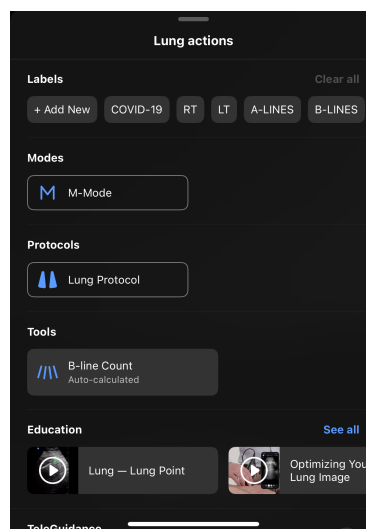 Lung actions
Labels
Clear all
+ Add New
COVID-19
RT
LT
A-LINES
B-LINES
Modes
M-Mode
Protocols
Lung Protocol
Tools
B-line Count
Auto-calculated
Education
See all
Lung — Lung Point
Optimizing You
Lung Image
TeleGuidance